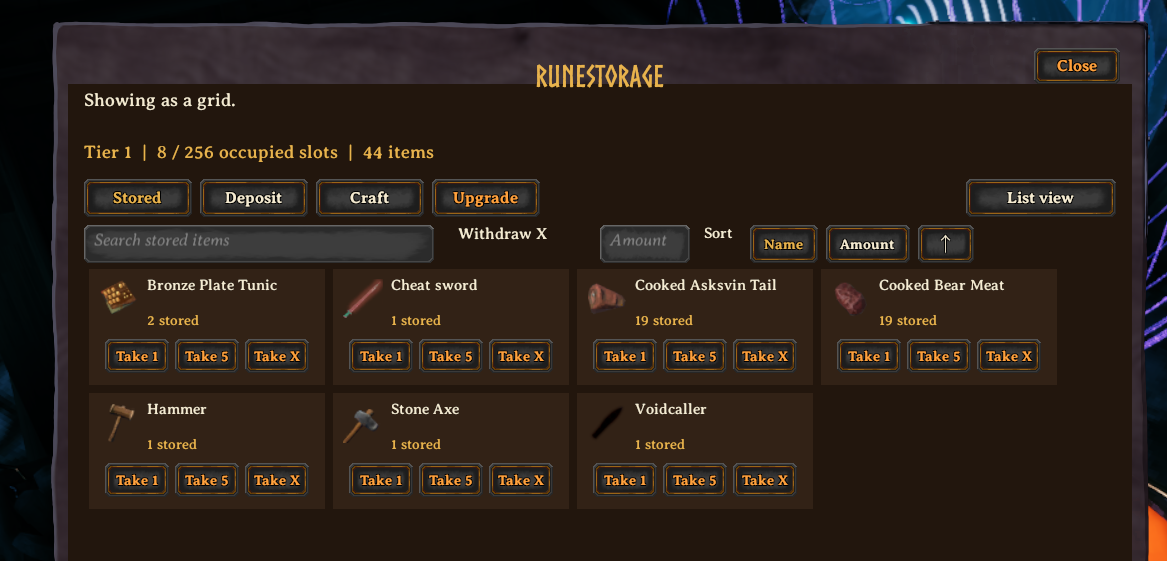 RUNESTORAGE
Close
Showing as a grid.
Tier 1 | 8 / 256 occupied slots | 44 items
Stored Deposit Craft Upgrade List view
Search stored items Withdraw X Amount Sort Name Amount ↑
Bronze Plate Tunic
2 stored
Take 1 Take 5 Take X
Cheat sword
1 stored
Take 1 Take 5 Take X
Cooked Asksvin Tail
19 stored
Take 1 Take 5 Take X
Cooked Bear Meat
19 stored
Take 1 Take 5 Take X
Hammer
1 stored
Take 1 Take 5 Take X
Stone Axe
1 stored
Take 1 Take 5 Take X
Voidcaller
1 stored
Take 1 Take 5 Take X